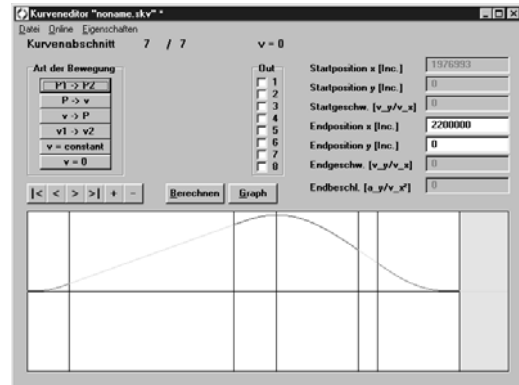 Kurveneditor "noname.skv" *
Datei Online Eigenschaften
Kurvenabschnitt 7 / 7 v = 0
Art der Bewegung
P1 -> P2
P -> v
v -> P
v1 -> v2
v = constant
v = 0
Out
1
2
3
4
5
6
7
8
Startposition x [Inc.] 1976993
Startposition y [Inc.] 0
Startgeschw. [v_y/v_x] 0
Endposition x [Inc.] 2200000
Endposition y [Inc.] 0
Endgeschw. [v_y/v_x] 0
Endbeschl. [a_y/v_x²] 0
|< < > >| + - Berechnen Graph